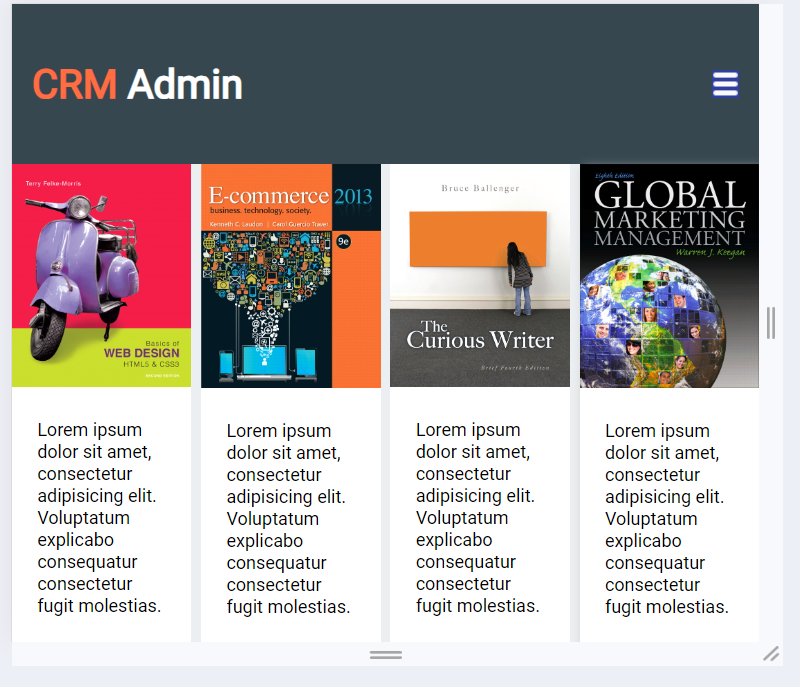 CRM Admin
Terry Felke-Morris
Basics of
WEB DESIGN
HTML5 & CSS3
E-commerce 2013
business. technology. society.
Kenneth C. Laudon | Carol Guercio Traver
9e
Bruce Ballenger
The
Curious Writer
Brief Fourth Edition
Eighth Edition
GLOBAL
MARKETING
MANAGEMENT
Warren J. Keegan
Lorem ipsum
dolor sit amet,
consectetur
adipisicing elit.
Voluptatum
explicabo
consequatur
consectetur
fugit molestias.
Lorem ipsum
dolor sit amet,
consectetur
adipisicing elit.
Voluptatum
explicabo
consequatur
consectetur
fugit molestias.
Lorem ipsum
dolor sit amet,
consectetur
adipisicing elit.
Voluptatum
explicabo
consequatur
consectetur
fugit molestias.
Lorem ipsum
dolor sit amet,
consectetur
adipisicing elit.
Voluptatum
explicabo
consequatur
consectetur
fugit molestias.